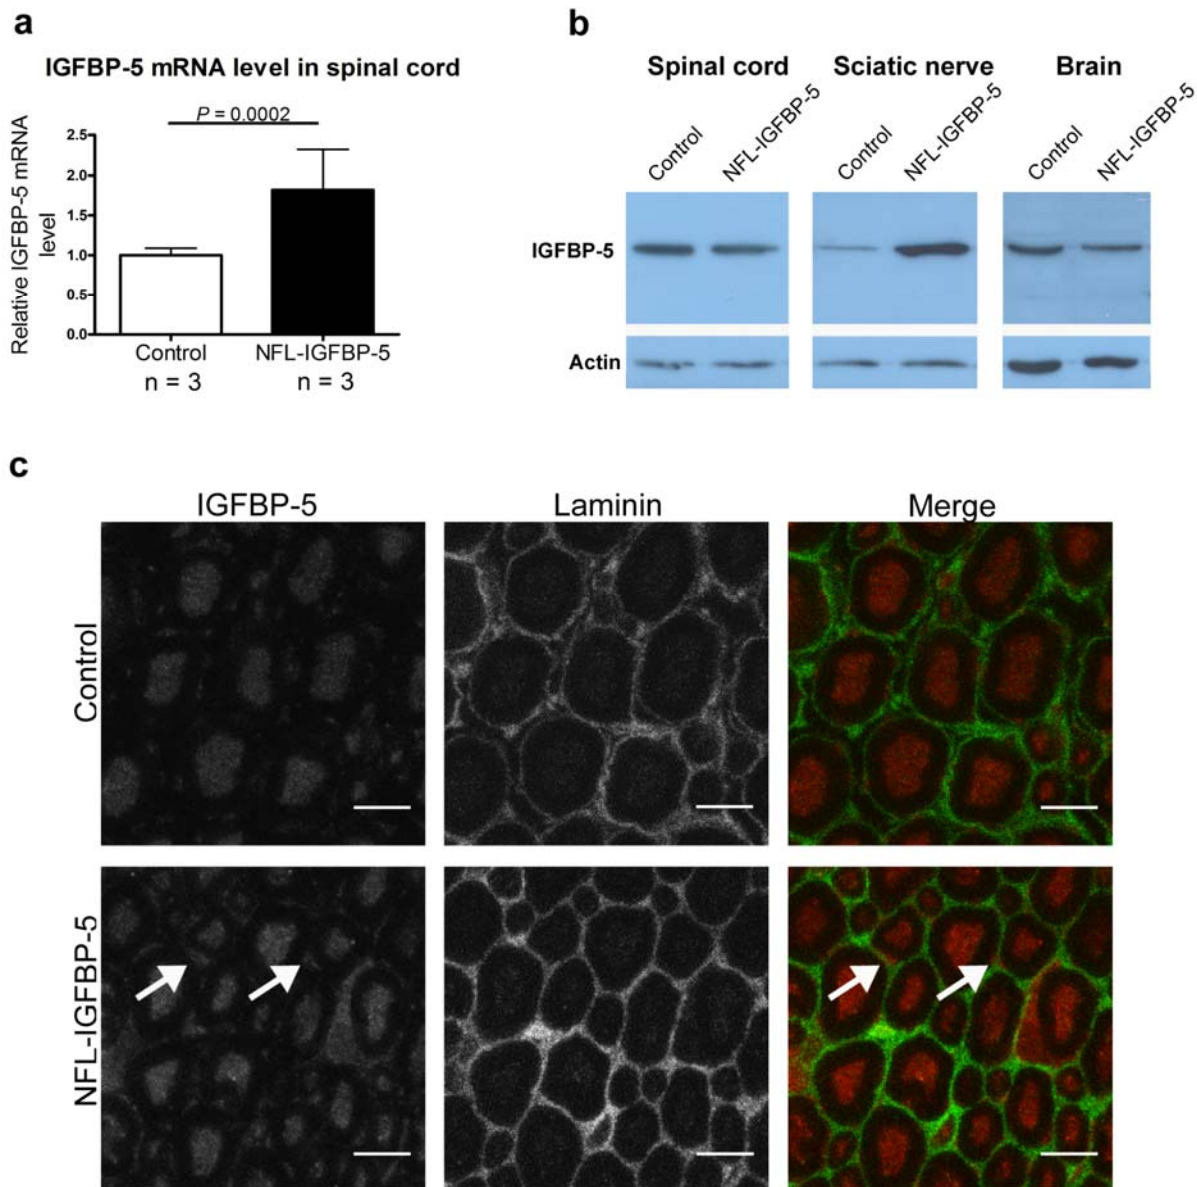 a
IGFBP-5 mRNA level in spinal cord
P = 0.0002
Relative IGFBP-5 mRNA
level
2.5
2.0
1.5
1.0
0.5
0.0
Control
NFL-IGFBP-5
n = 3
n = 3
b
Spinal cord
Sciatic nerve
Brain
Control
NFL-IGFBP-5
Control
NFL-IGFBP-5
Control
NFL-IGFBP-5
IGFBP-5
Actin
c
IGFBP-5
Laminin
Merge
Control
NFL-IGFBP-5